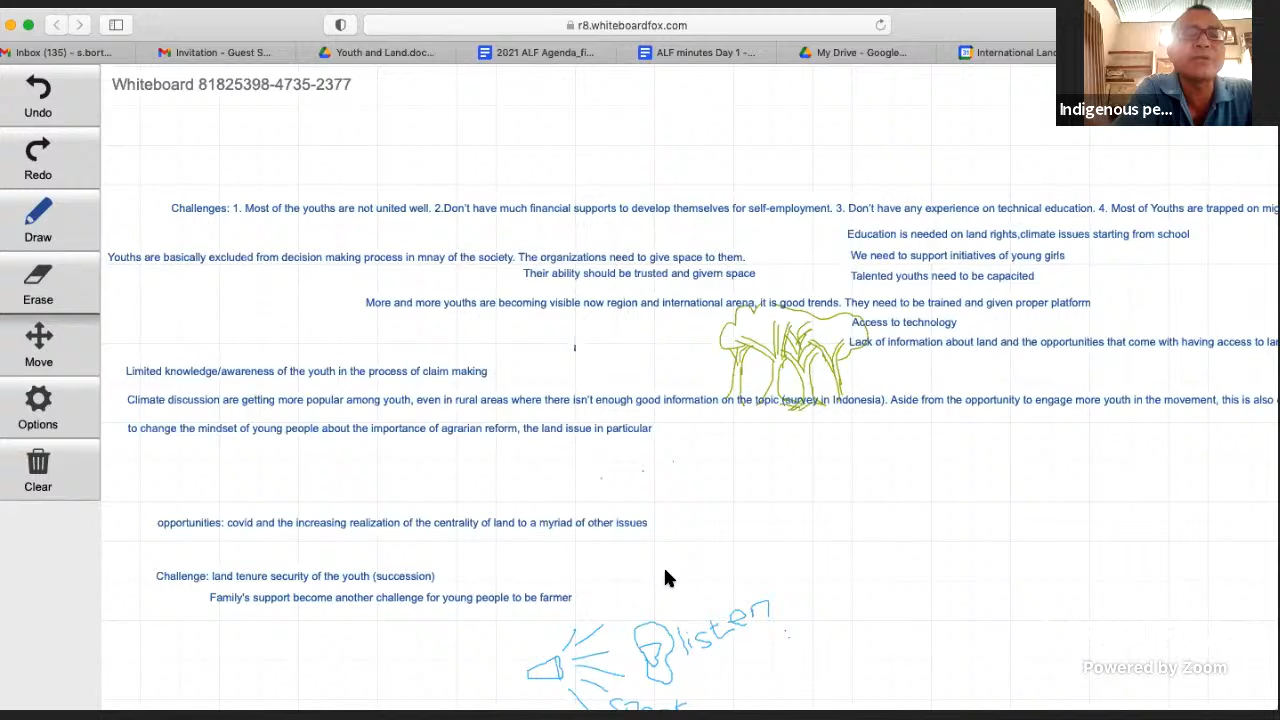 r8.whiteboardfox.com
Inbox (135) - s.bort...
Invitation - Guest S...
Youth and Land.doc...
2021 ALF Agenda_fi...
ALF minutes Day 1 -...
My Drive - Google...
International Lan
Whiteboard 81825398-4735-2377
Indigenous pe...
Undo
Redo
Draw
Erase
Move
Options
Clear
Challenges: 1. Most of the youths are not united well. 2.Don't have much financial supports to develop themselves for self-employment. 3. Don't have any experience on technical education. 4. Most of Youths are trapped on mig
Education is needed on land rights,climate issues starting from school
Youths are basically excluded from decision making process in mnay of the society. The organizations need to give space to them.
We need to support initiatives of young girls
Their ability should be trusted and givem space
Talented youths need to be capacited
More and more youths are becoming visible now region and international arena, it is good trends. They need to be trained and given proper platform
Access to technology
Lack of information about land and the opportunities that come with having access to lan
Limited knowledge/awareness of the youth in the process of claim making
Climate discussion are getting more popular among youth, even in rural areas where there isn't enough good information on the topic (survey in Indonesia). Aside from the opportunity to engage more youth in the movement, this is also
to change the mindset of young people about the importance of agrarian reform, the land issue in particular
opportunities: covid and the increasing realization of the centrality of land to a myriad of other issues
Challenge: land tenure security of the youth (succession)
Family's support become another challenge for young people to be farmer
listen
Powered by Zoom